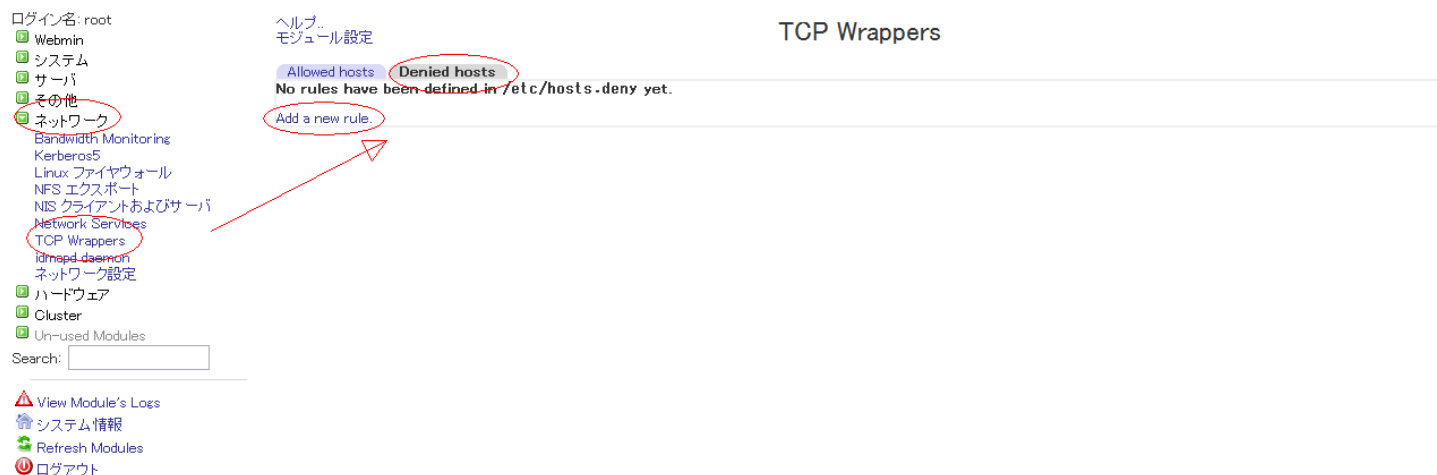 ログイン名: root
Webmin
システム
サーバ
その他
ネットワーク
Bandwidth Monitoring
Kerberos5
Linux ファイヤウォール
NFS エクスポート
NIS クライアントおよびサーバ
Network Services
TCP Wrappers
idmapd daemon
ネットワーク設定
ハードウェア
Cluster
Un-used Modules
Search:
View Module's Logs
システム情報
Refresh Modules
ログアウト
ヘルプ..
モジュール設定
TCP Wrappers
Allowed hosts Denied hosts
No rules have been defined in /etc/hosts.deny yet.
Add a new rule.